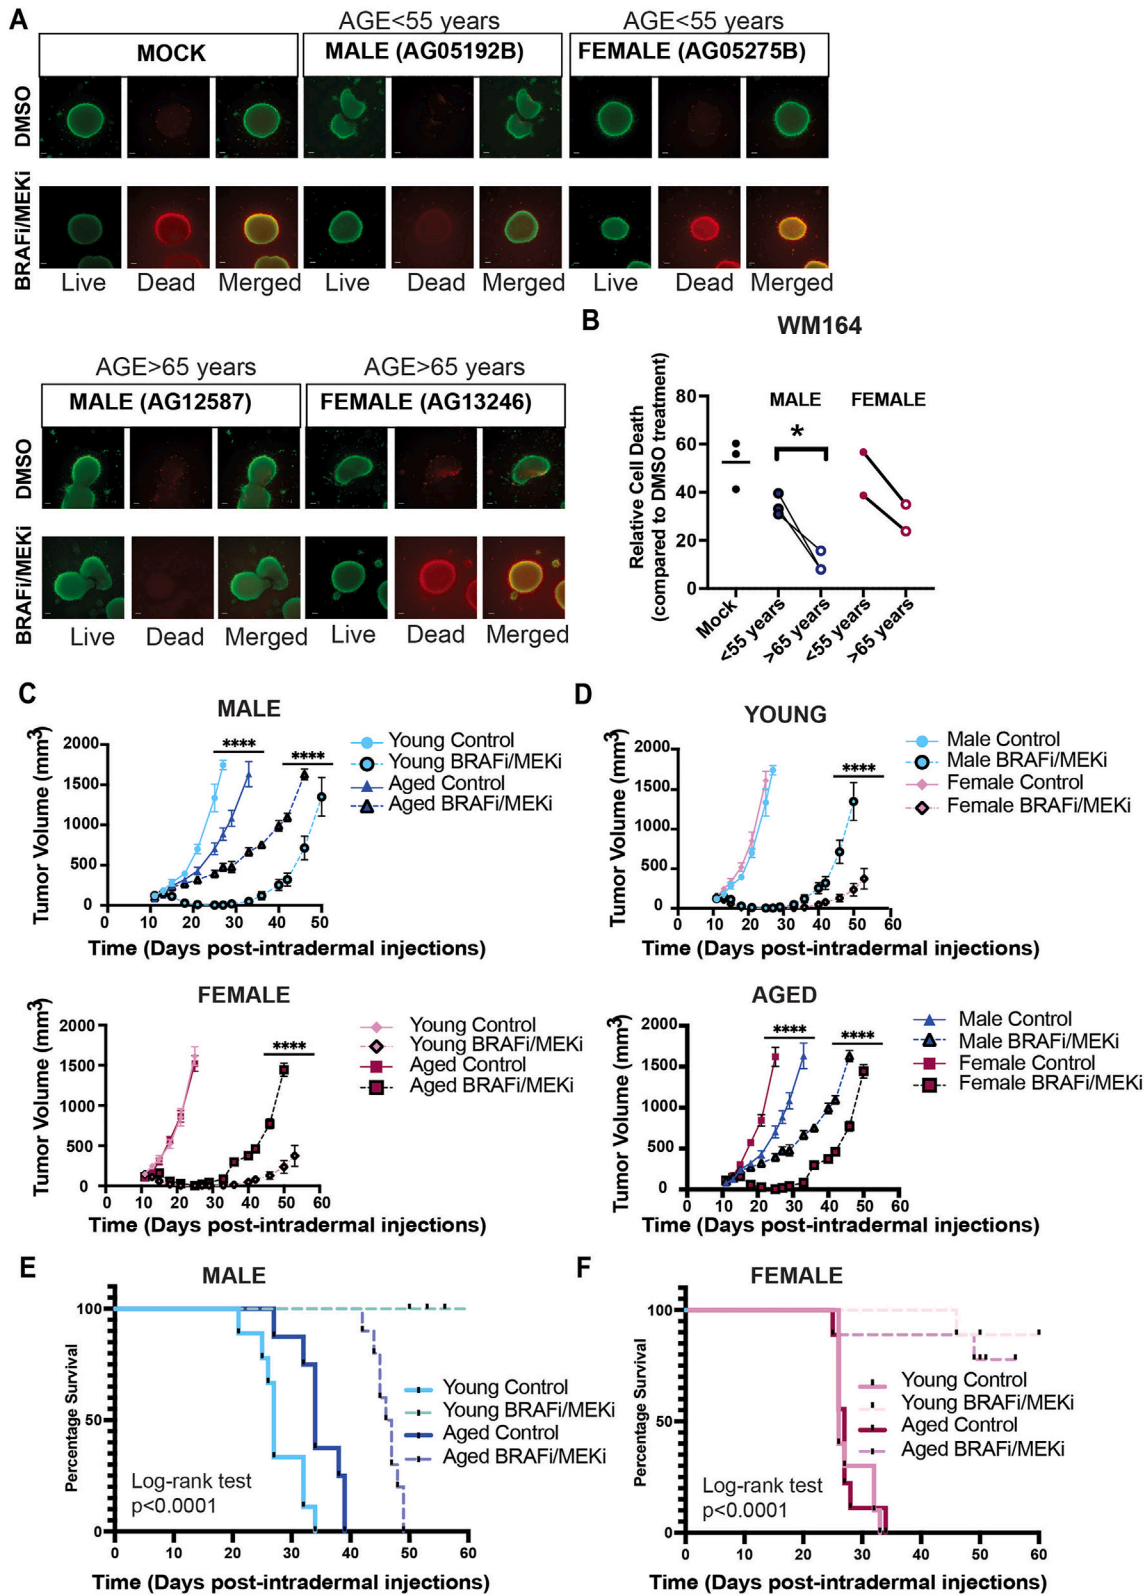 A
AGE<55 years
AGE<55 years
MOCK
MALE (AG05192B)
FEMALE (AG05275B)
DMSO
BRAFi/MEKi
Live
Dead
Merged
Live
Dead
Merged
Live
Dead
Merged
AGE>65 years
AGE>65 years
MALE (AG12587)
FEMALE (AG13246)
DMSO
BRAFi/MEKi
Live
Dead
Merged
Live
Dead
Merged
B
WM164
Relative Cell Death
(compared to DMSO treatment)
80
60
40
20
0
MALE
FEMALE
*
Mock
<55 years
>65 years
<55 years
>65 years
C
MALE
Tumor Volume (mm3)
2000
1500
1000
500
0
0
10
20
30
40
50
****
****
Young Control
Young BRAFi/MEKi
Aged Control
Aged BRAFi/MEKi
Time (Days post-intradermal injections)
D
YOUNG
Tumor Volume (mm3)
2000
1500
1000
500
0
0
10
20
30
40
50
60
****
Male Control
Male BRAFi/MEKi
Female Control
Female BRAFi/MEKi
Time (Days post-intradermal injections)
FEMALE
Tumor Volume (mm3)
2000
1500
1000
500
0
0
10
20
30
40
50
60
****
Young Control
Young BRAFi/MEKi
Aged Control
Aged BRAFi/MEKi
Time (Days post-intradermal injections)
AGED
Tumor Volume (mm3)
2000
1500
1000
500
0
0
10
20
30
40
50
60
****
****
Male Control
Male BRAFi/MEKi
Female Control
Female BRAFi/MEKi
Time (Days post-intradermal injections)
E
MALE
Percentage Survival
100
50
0
0
10
20
30
40
50
60
Young Control
Young BRAFi/MEKi
Aged Control
Aged BRAFi/MEKi
Log-rank test
p<0.0001
Time (Days post-intradermal injections)
F
FEMALE
Percentage Survival
100
50
0
0
10
20
30
40
50
60
Young Control
Young BRAFi/MEKi
Aged Control
Aged BRAFi/MEKi
Log-rank test
p<0.0001
Time (Days post-intradermal injections)